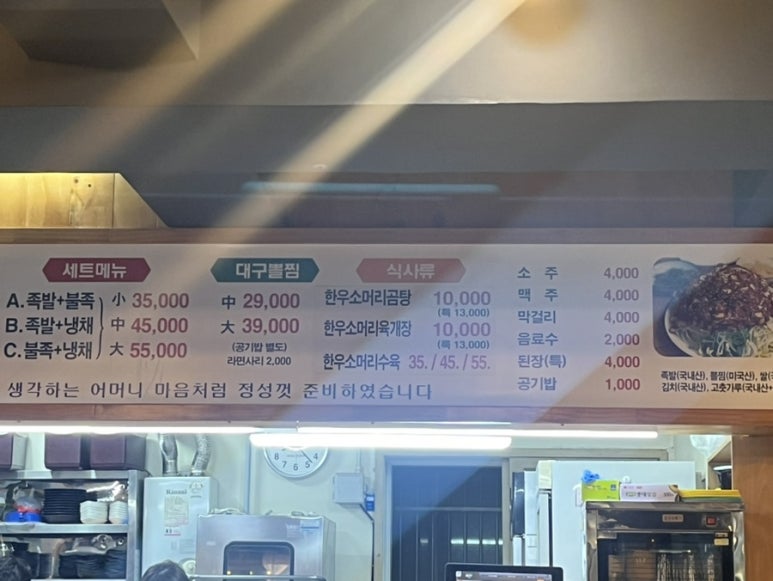 세트메뉴
A.족발+불족 小 35,000
B.족발+냉채 中 45,000
C.불족+냉채 大 55,000
대구뽈찜
中 29,000
大 39,000
(공기밥 별도)
라면사리 2,000
식사류
한우소머리곰탕 10,000
(특 13,000)
한우소머리육개장 10,000
(특 13,000)
한우소머리수육 35. / 45. / 55.
소 주 4,000
맥 주 4,000
막걸리 4,000
음료수 2,000
된장(특) 4,000
공기밥 1,000
족발(국내산), 뽈찜(미국산), 쌀(국
김치(국내산), 고춧가루(국내산+
생각하는 어머니 마음처럼 정성껏 준비하였습니다
Rinnai
8 7 6 5 4